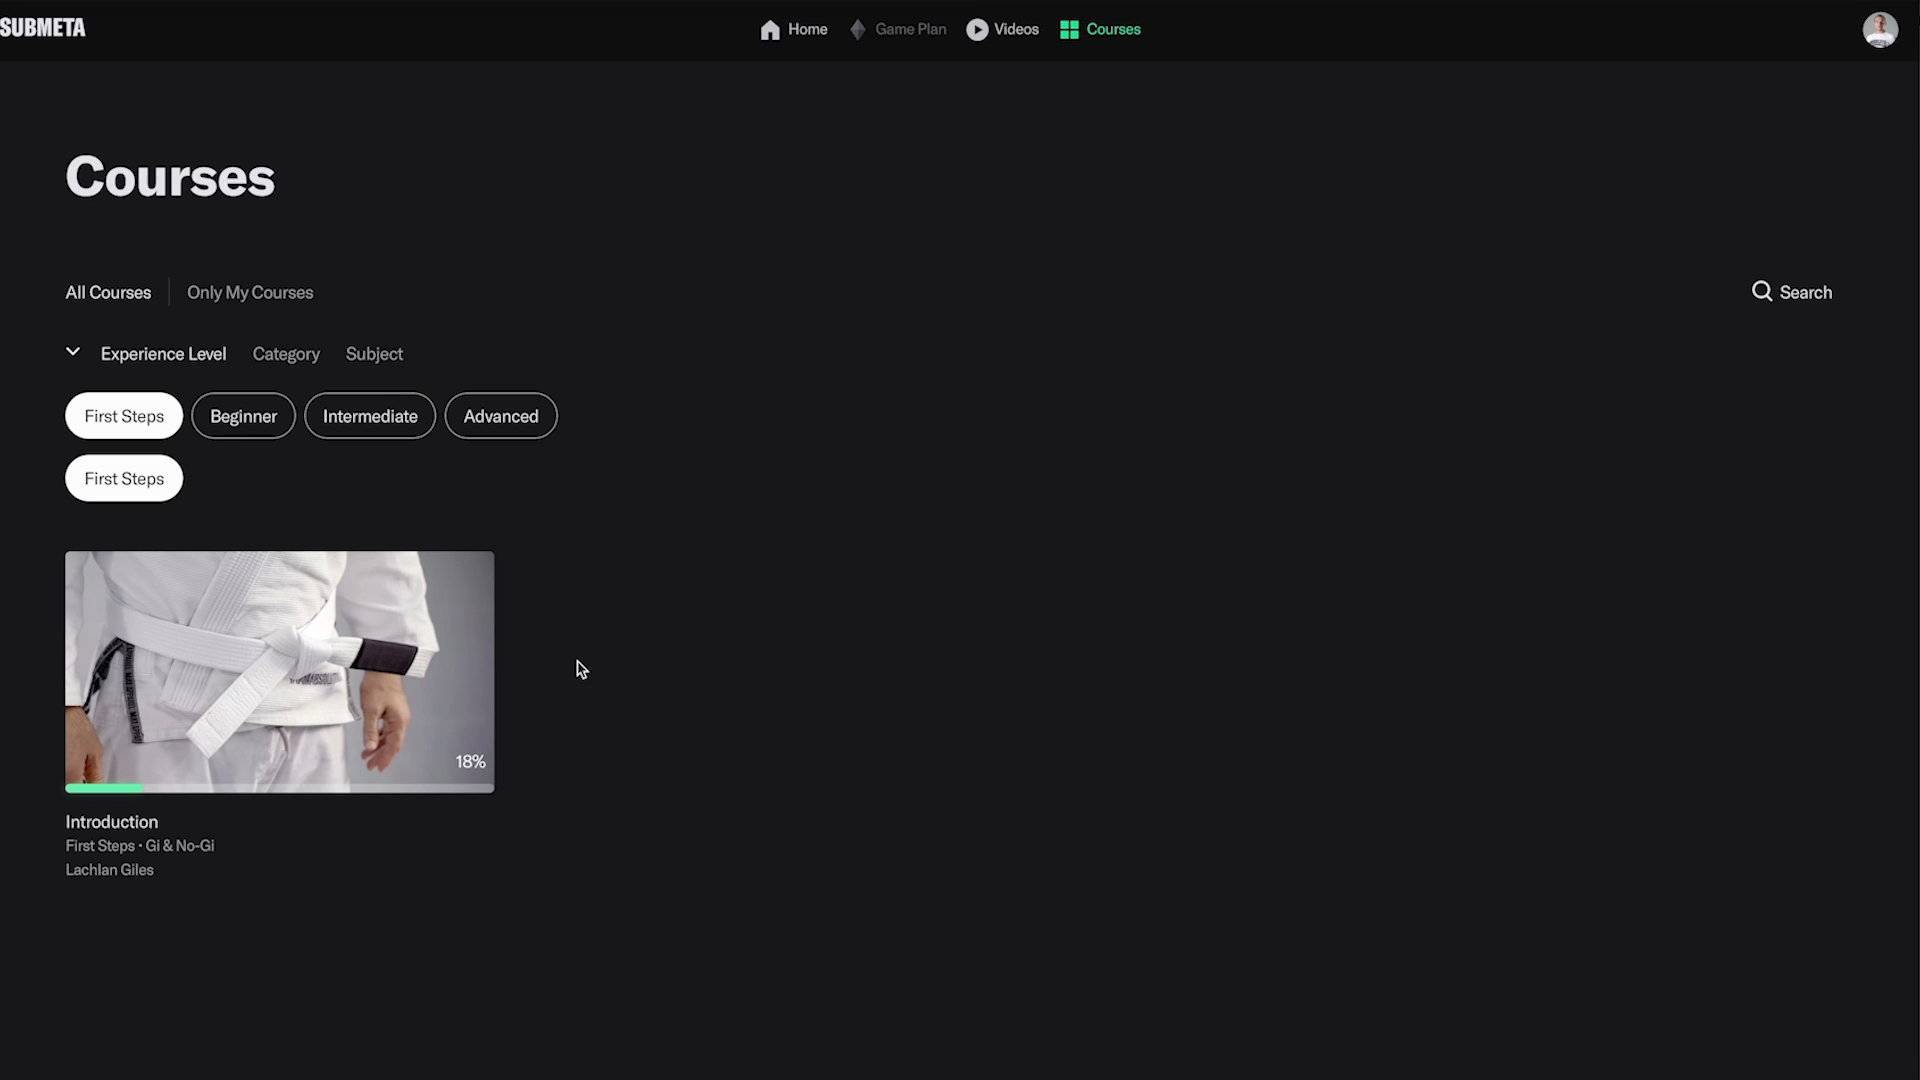 SUBMETA
Home Game Plan Videos Courses
Courses
All Courses Only My Courses Search
Experience Level Category Subject
First Steps Beginner Intermediate Advanced
First Steps
18%
Introduction
First Steps • Gi & No-Gi
Lachlan Giles